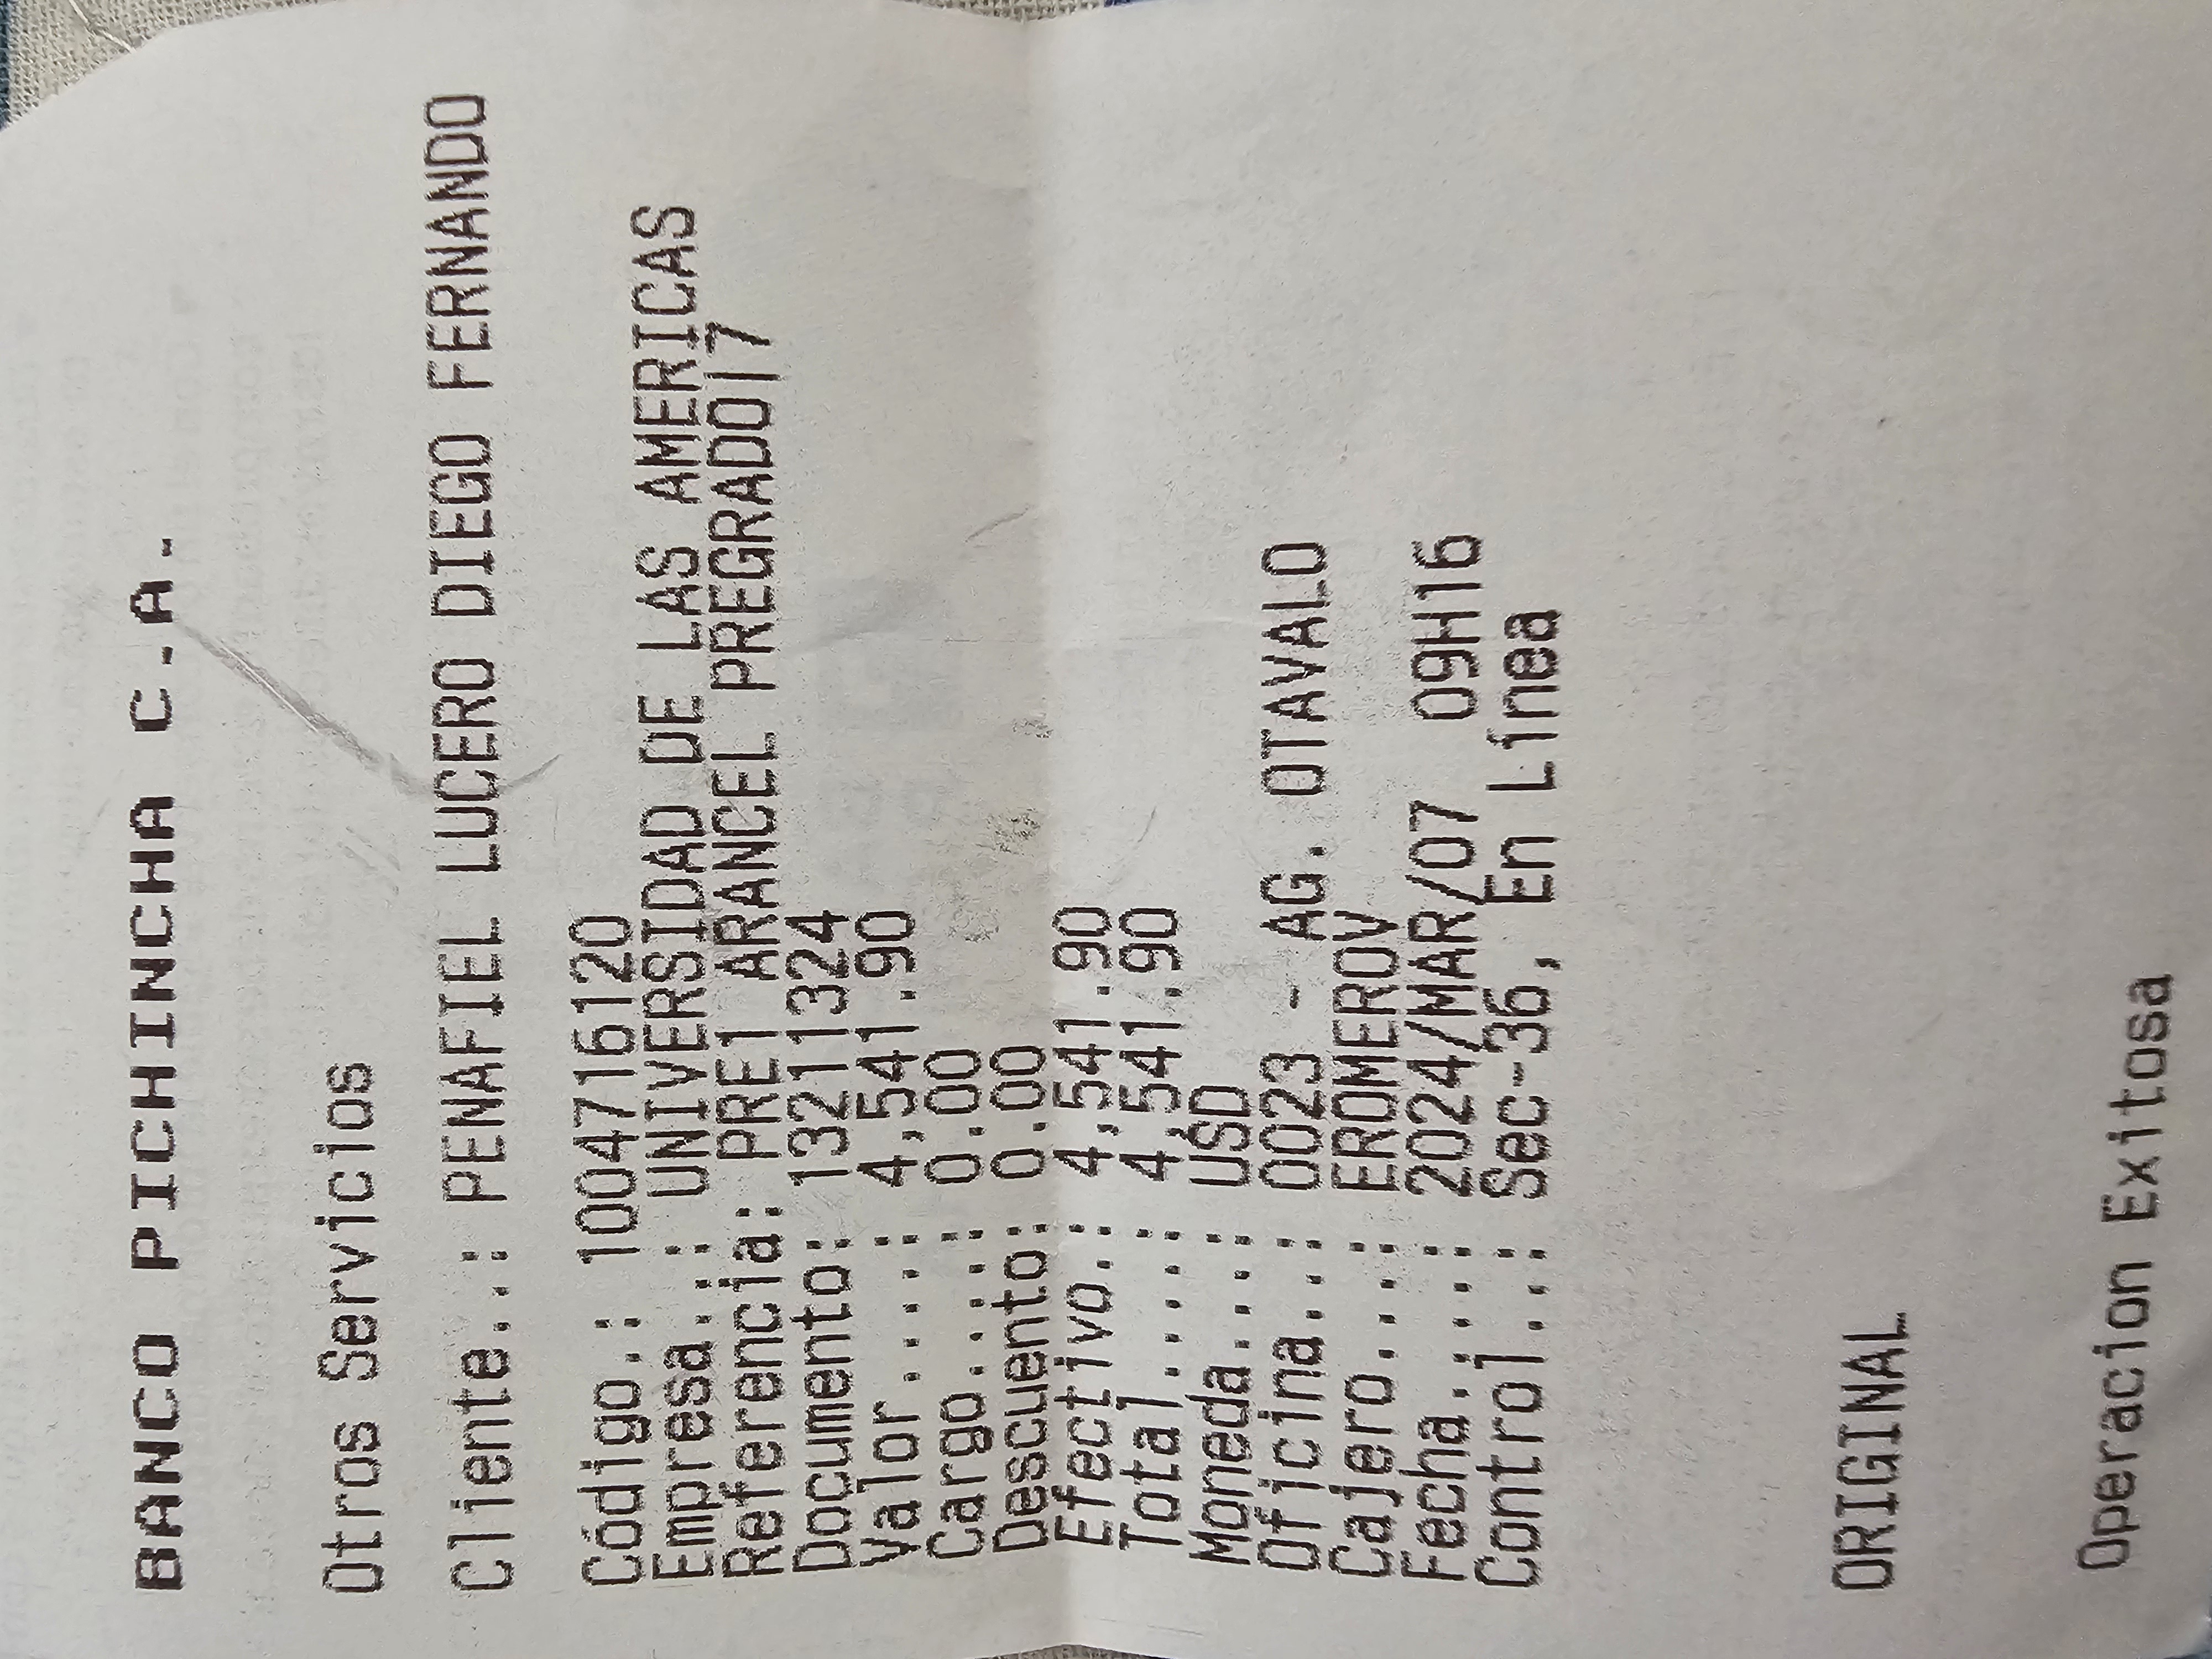 BANCO PICHINCHA C.A.
Otros Servicios
Cliente..: PENAFIEL LUCERO DIEGO FERNANDO
Código..: 1004716120
Empresa..: UNIVERSIDAD DE LAS AMERICAS
Referencia: PRE1 ARANCEL PREGRADO|7
Documento: 132111324
Valor.....: 4,541.90
Cargo.....: 0.00
Descuento: 0.00
Efectivo.: 4,541.90
Total.....: 4,541.90
Moneda....: USD
Oficina...: 0023 - AG. OTAVALO
Cajero....: EROMEROV
Fecha.....: 2024/MAR/07 09H16
Control...: Sec-36, En Línea
ORIGINAL
Operacion Exitosa